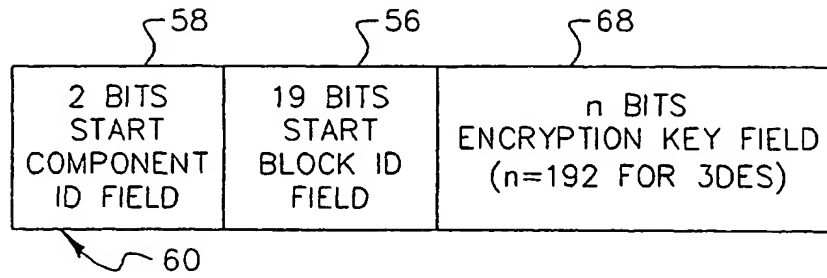 58
56
68
2 BITS
START
COMPONENT
ID FIELD
19 BITS
START
BLOCK ID
FIELD
n BITS
ENCRYPTION KEY FIELD
(n=192 FOR 3DES)
60